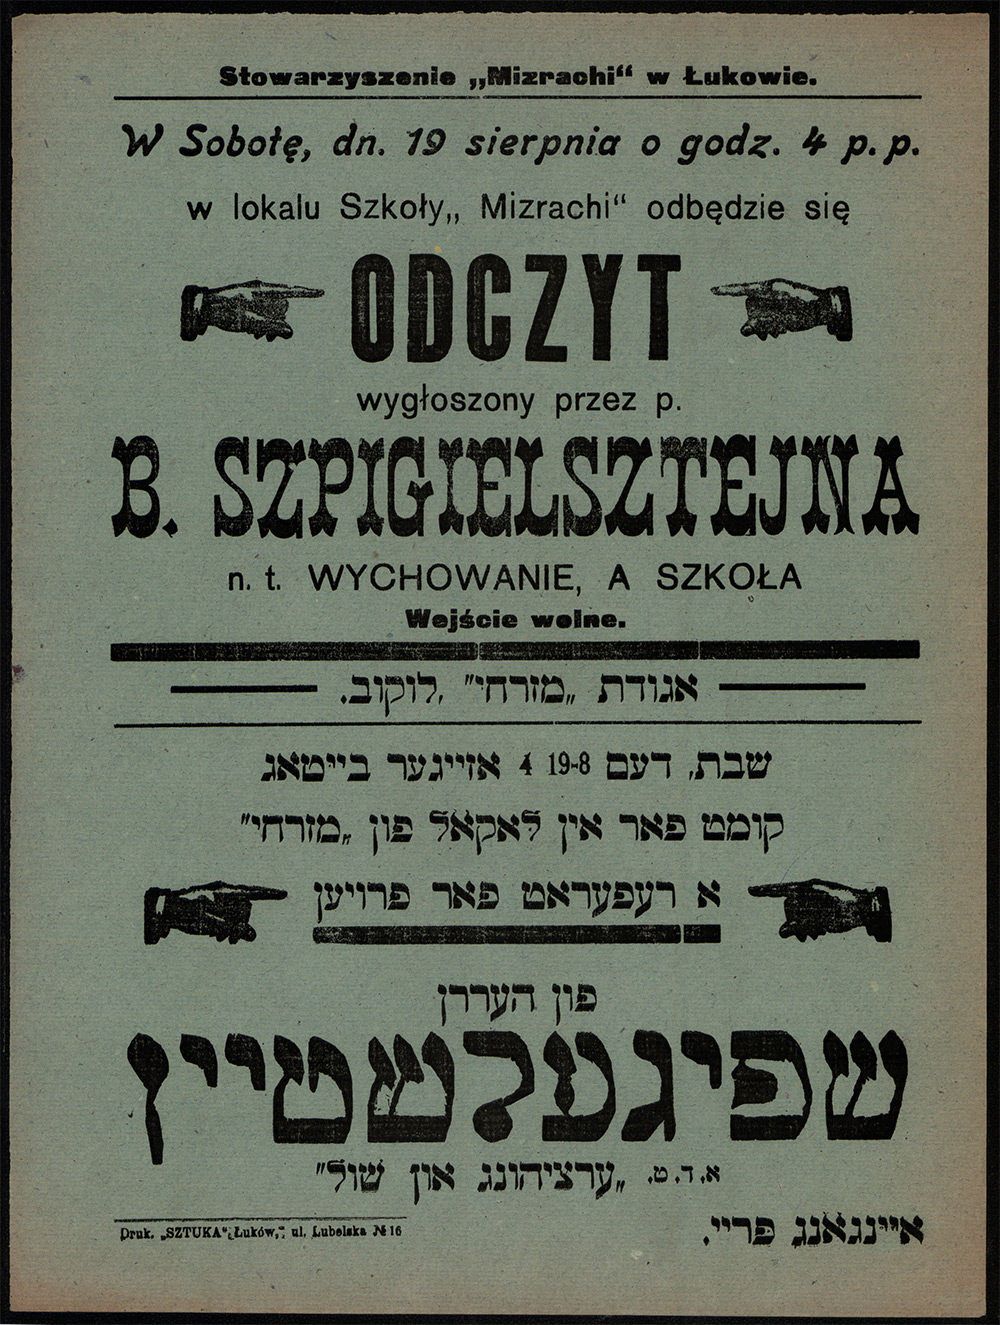 Stowarzyszenie „Mizrachi“ w Łukowie.
W Sobotę, dn. 19 sierpnia o godz. 4 p. p.
w lokalu Szkoły„ Mizrachi“ odbędzie się
ODCZYT
wygłoszony przez p.
B. SZPIGIELSZTEJNA
n. t. WYCHOWANIE, A SZKOŁA
Wejście wolne.
אגודת „מזרחי“ ,לוקוב.
שבת, דעם 19-8 4 אזייגער בייטאג
קומט פאר אין לאקאל פון „מזרחי“
א רעפעראט פאר פרויען
פון העררן
שפיגעלשטיין
א. ד. ט. „ערציהונג און שול“
איינגאנג פריי.
Druk. „SZTUKA“ Łuków, ul. Lubelska № 16